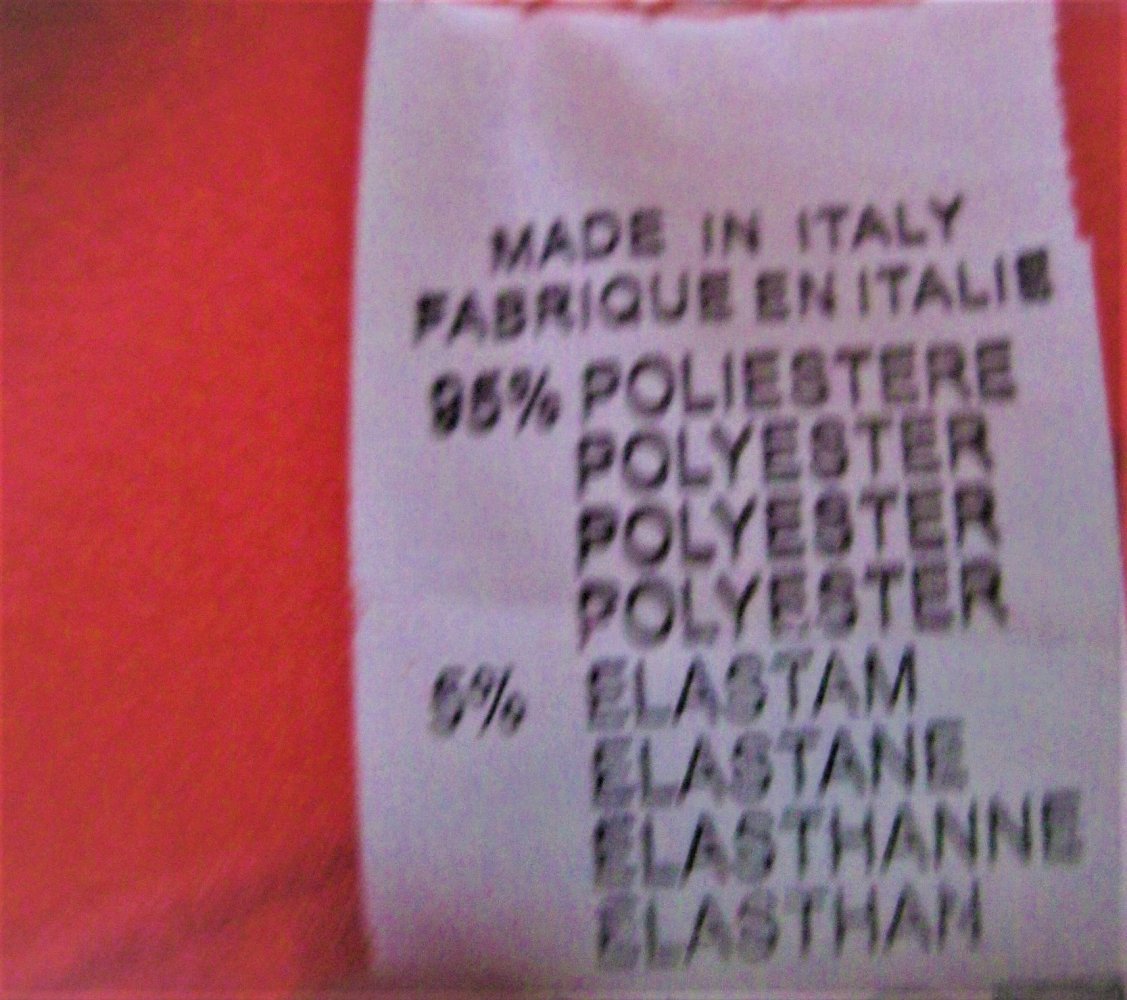 MADE IN ITALY
FABRIQUE EN ITALIE
95% POLIESTERE
POLYESTER
POLYESTER
POLYESTER
5% ELASTAM
ELASTANE
ELASTHANNE
ELASTHAN